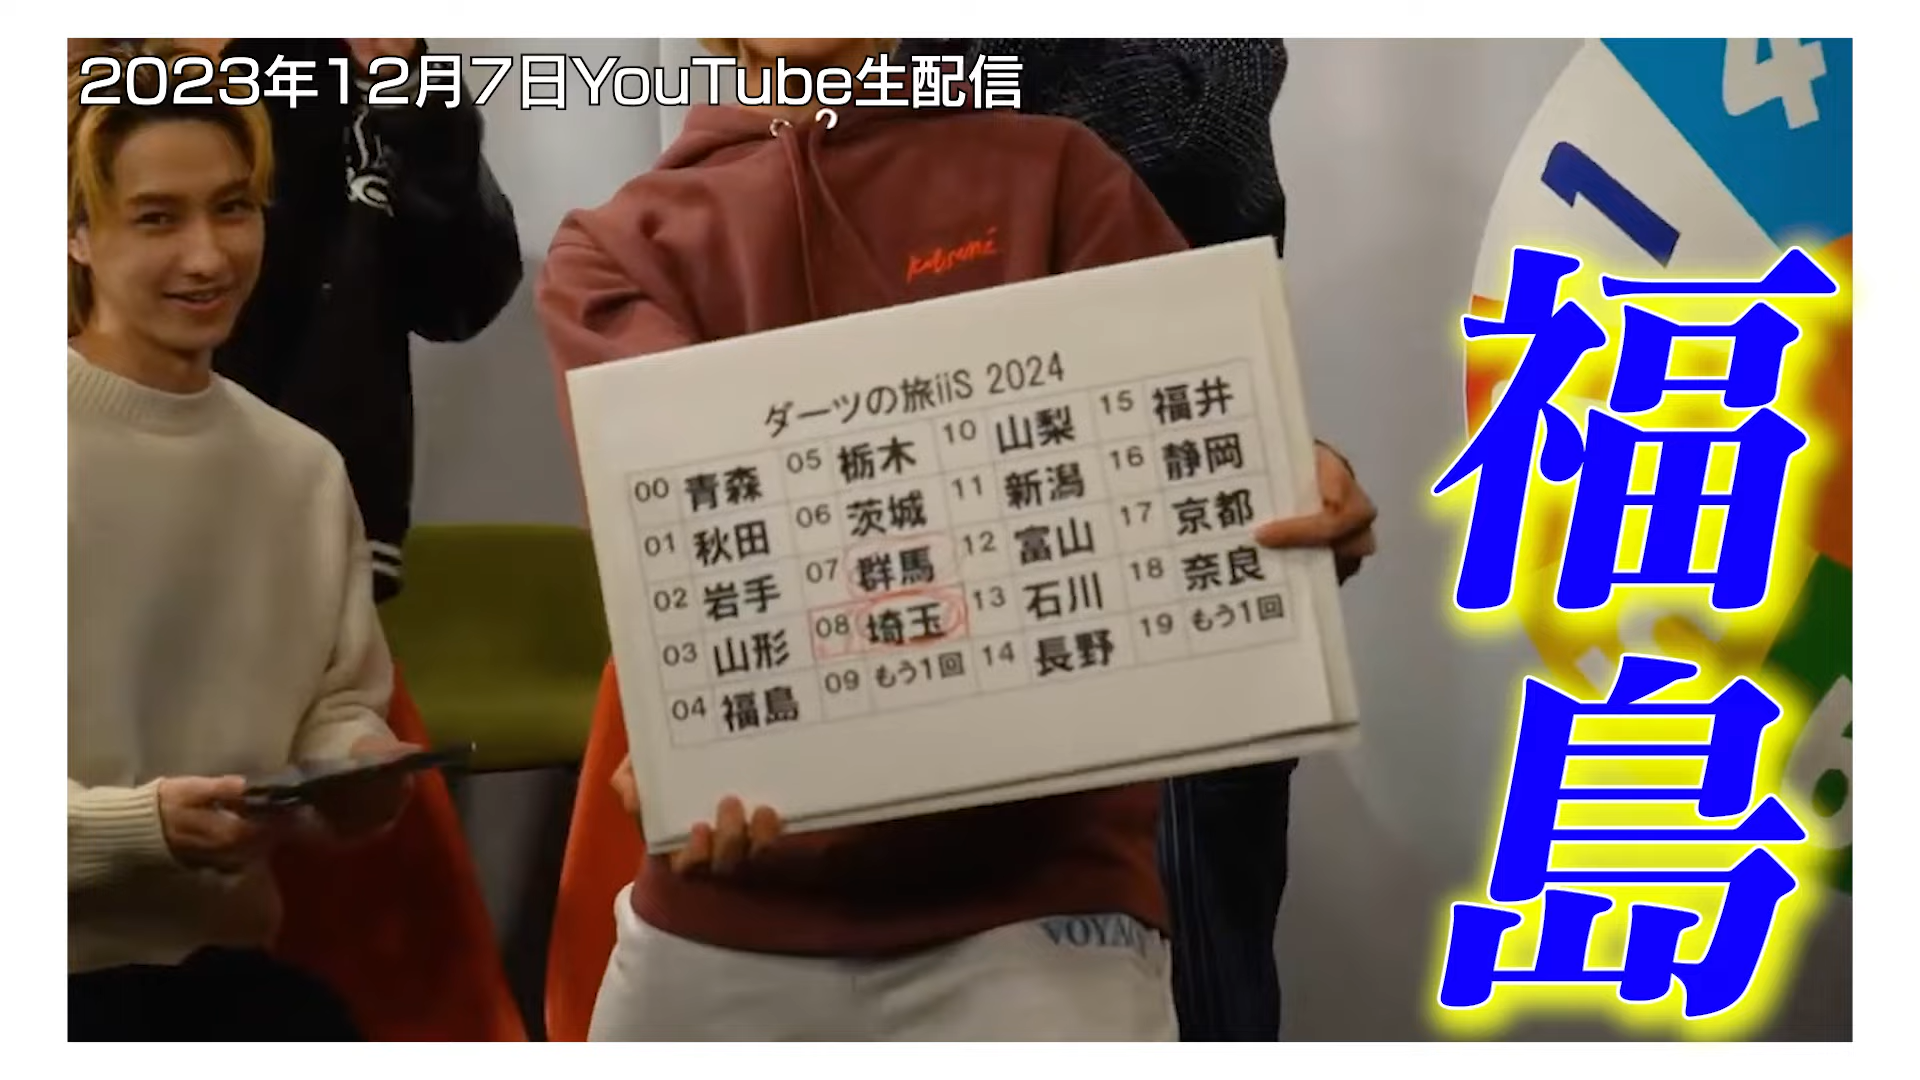 2023年12月7日YouTube生配信
4
1
福島
ダーツの旅iiS 2024
00 青森 05 栃木 10 山梨 15 福井
01 秋田 06 茨城 11 新潟 16 静岡
02 岩手 07 群馬 12 富山 17 京都
03 山形 08 埼玉 13 石川 18 奈良
04 福島 09 もう1回 14 長野 19 もう1回
6